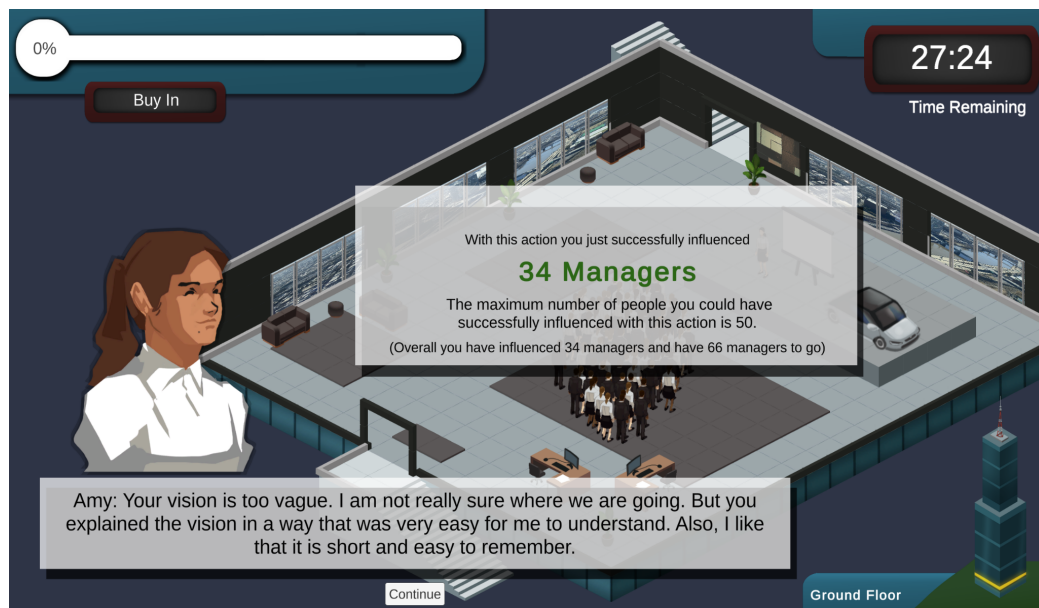 0%
Buy In
27:24
Time Remaining
With this action you just successfully influenced
34 Managers
The maximum number of people you could have
successfully influenced with this action is 50.
(Overall you have influenced 34 managers and have 66 managers to go)
Amy: Your vision is too vague. I am not really sure where we are going. But you
explained the vision in a way that was very easy for me to understand. Also, I like
that it is short and easy to remember.
Continue
Ground Floor